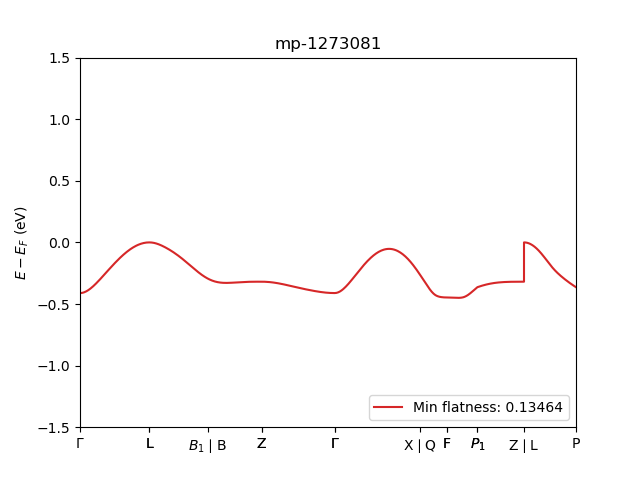 mp-1273081
E − E_F (eV)
1.5
1.0
0.5
0.0
−0.5
−1.0
−1.5
Min flatness: 0.13464
Γ L B₁ | B Z Γ X | Q F P₁ Z | L P